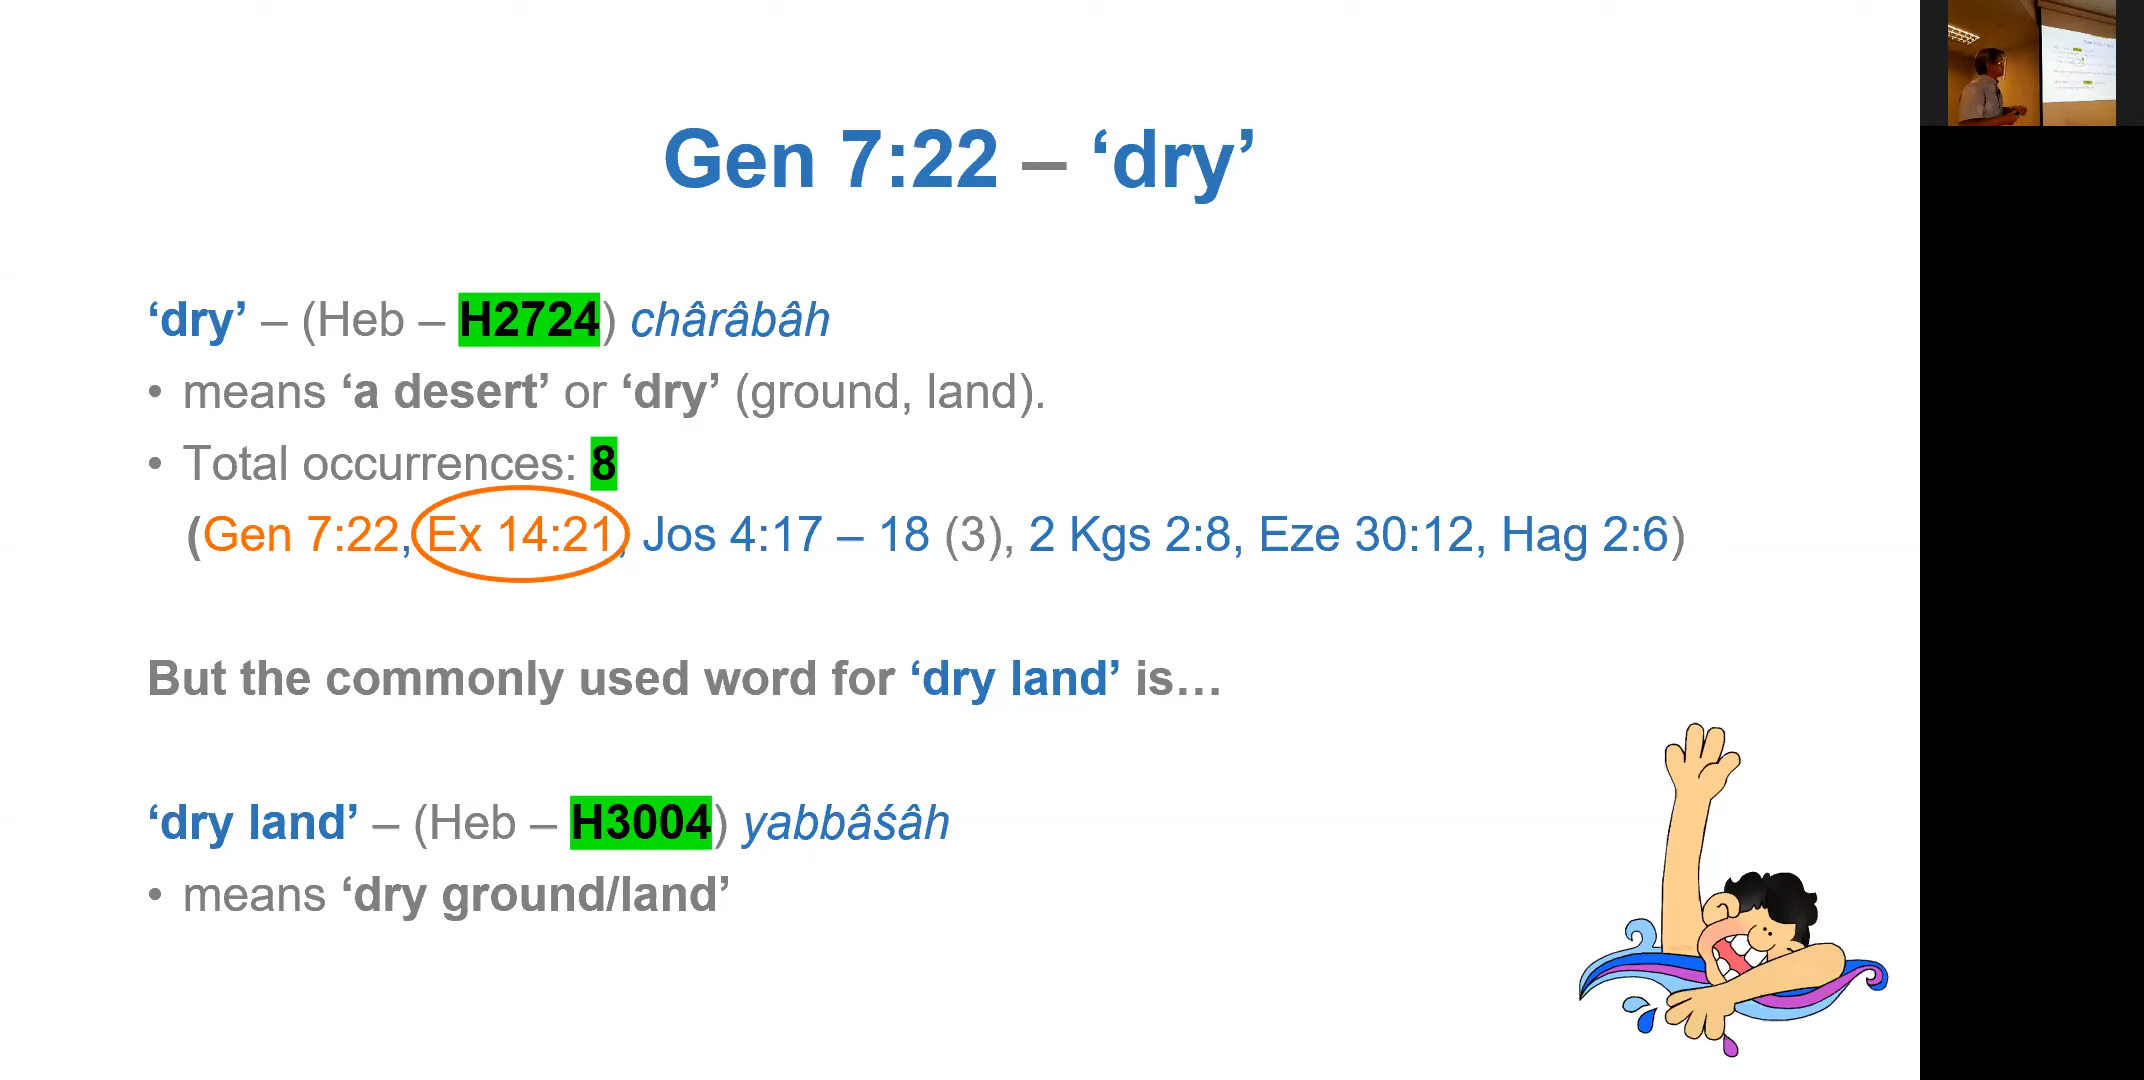 Gen 7:22 – ‘dry’
‘dry’ – (Heb – H2724) chârâbâh
• means ‘a desert’ or ‘dry’ (ground, land).
• Total occurrences: 8
(Gen 7:22, Ex 14:21, Jos 4:17 – 18 (3), 2 Kgs 2:8, Eze 30:12, Hag 2:6)
But the commonly used word for ‘dry land’ is…
‘dry land’ – (Heb – H3004) yabbâśâh
• means ‘dry ground/land’